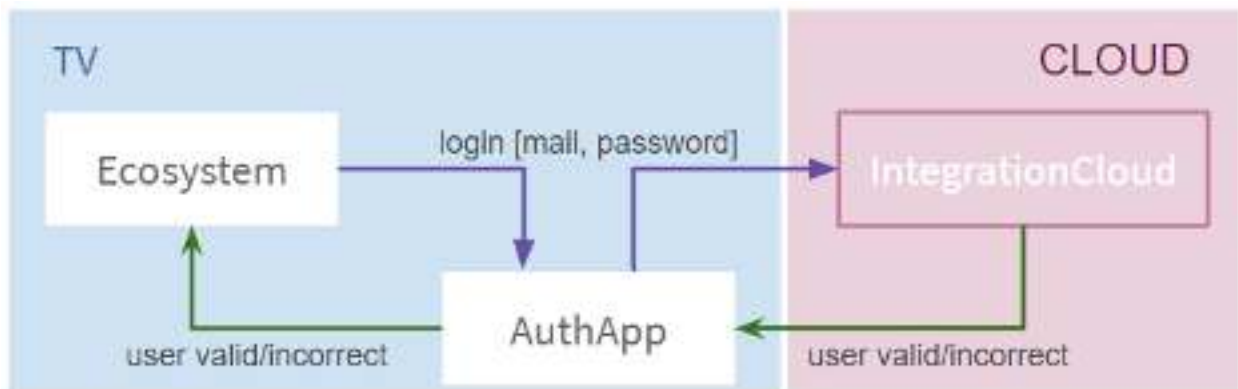 TV
CLOUD
Ecosystem
login [mail, password]
IntegrationCloud
AuthApp
user valid/incorrect
user valid/incorrect